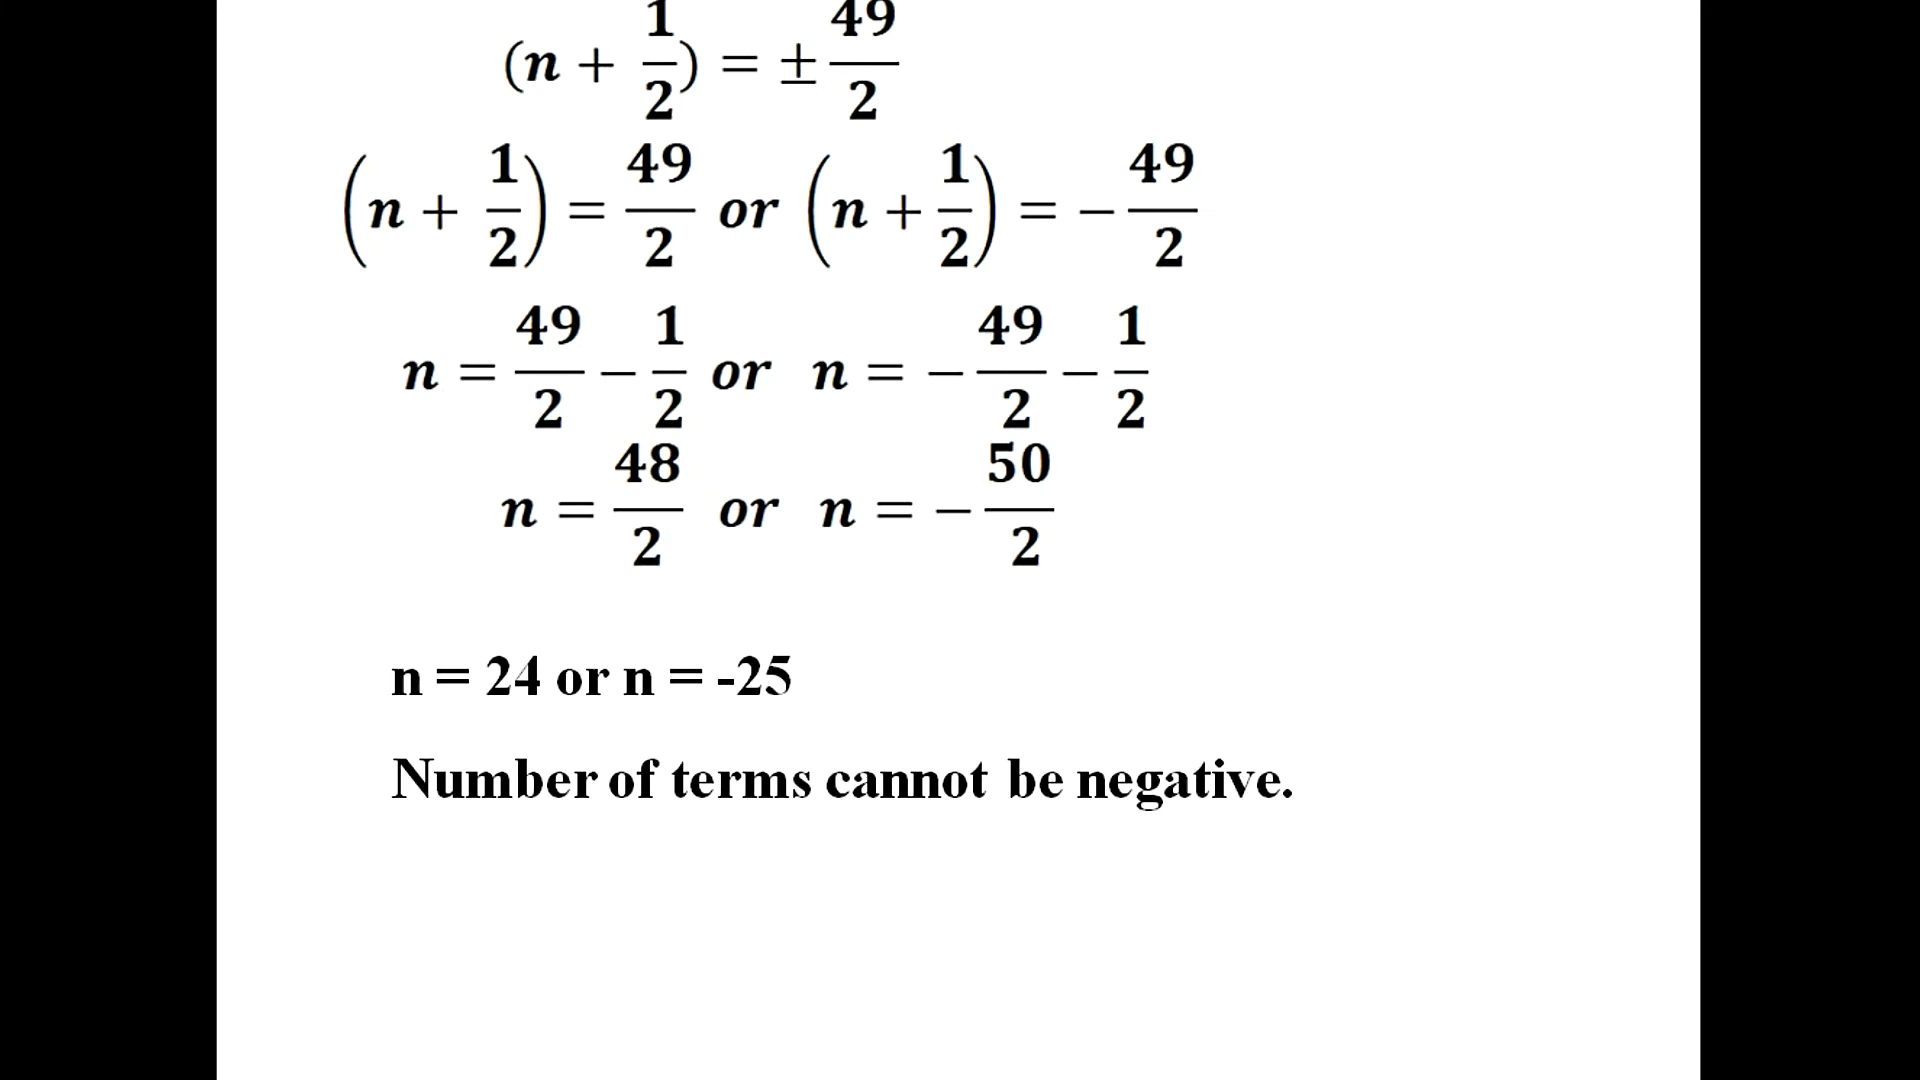 (n + 1/2) = ± 49/2
(n + 1/2) = 49/2 or (n + 1/2) = − 49/2
n = 49/2 − 1/2 or n = − 49/2 − 1/2
n = 48/2 or n = − 50/2
n = 24 or n = -25
Number of terms cannot be negative.